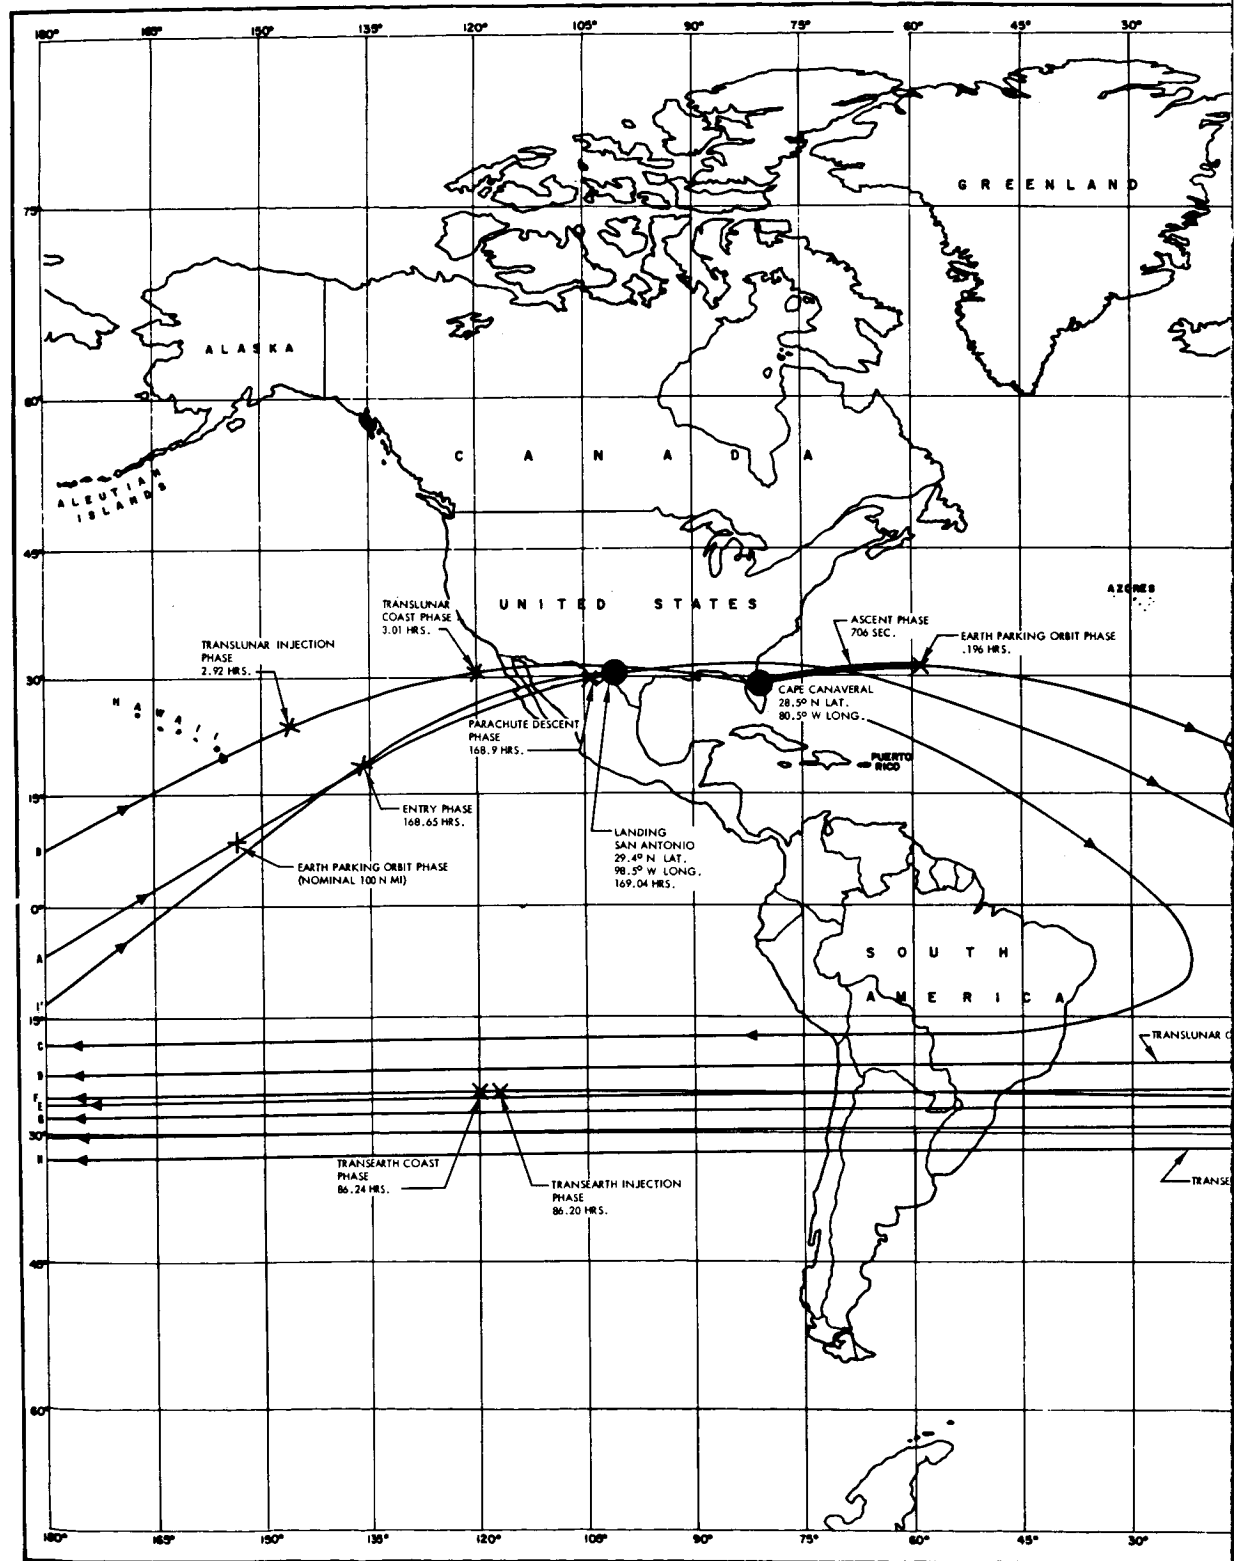 180° 165° 150° 135° 120° 105° 90° 75° 60° 45° 30°
GREENLAND
75°
ALASKA
60°
CANADA
ALEUTIAN
ISLANDS
45°
AZORES
UNITED STATES
TRANSLUNAR
COAST PHASE
3.01 HRS.
ASCENT PHASE
706 SEC.
EARTH PARKING ORBIT PHASE
.196 HRS.
TRANSLUNAR INJECTION
PHASE
2.92 HRS.
30°
CAPE CANAVERAL
28.5° N LAT.
80.5° W LONG.
HAWAII
PARACHUTE DESCENT
PHASE
168.9 HRS.
PUERTO
RICO
15°
ENTRY PHASE
168.65 HRS.
LANDING
SAN ANTONIO
29.4° N LAT.
98.5° W LONG.
169.04 HRS.
B
EARTH PARKING ORBIT PHASE
(NOMINAL 100 N MI)
0°
SOUTH
AMERICA
A
I'
15°
C
TRANSLUNAR C
D
F
E
G
30°
H
TRANSEARTH COAST
PHASE
86.24 HRS.
TRANSEARTH INJECTION
PHASE
86.20 HRS.
TRANSE
45°
60°
180° 165° 150° 135° 120° 105° 90° 75° 60° 45° 30°